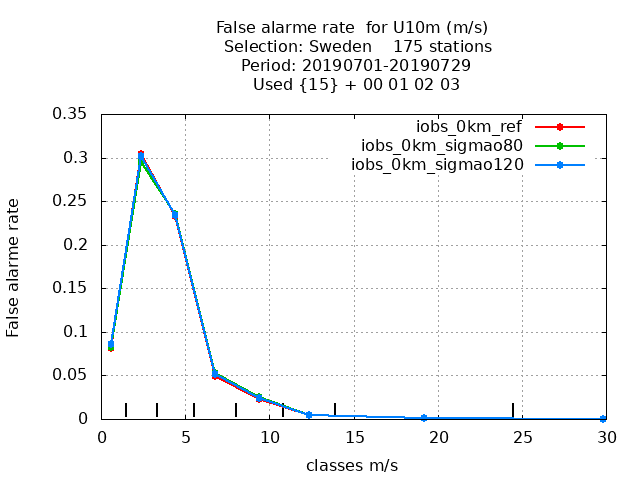 False alarme rate  for U10m (m/s)
Selection: Sweden    175 stations
Period: 20190701-20190729
Used {15} + 00 01 02 03
iobs_0km_ref
iobs_0km_sigmao80
iobs_0km_sigmao120
False alarme rate
0.35
0.3
0.25
0.2
0.15
0.1
0.05
0
0 5 10 15 20 25 30
classes m/s